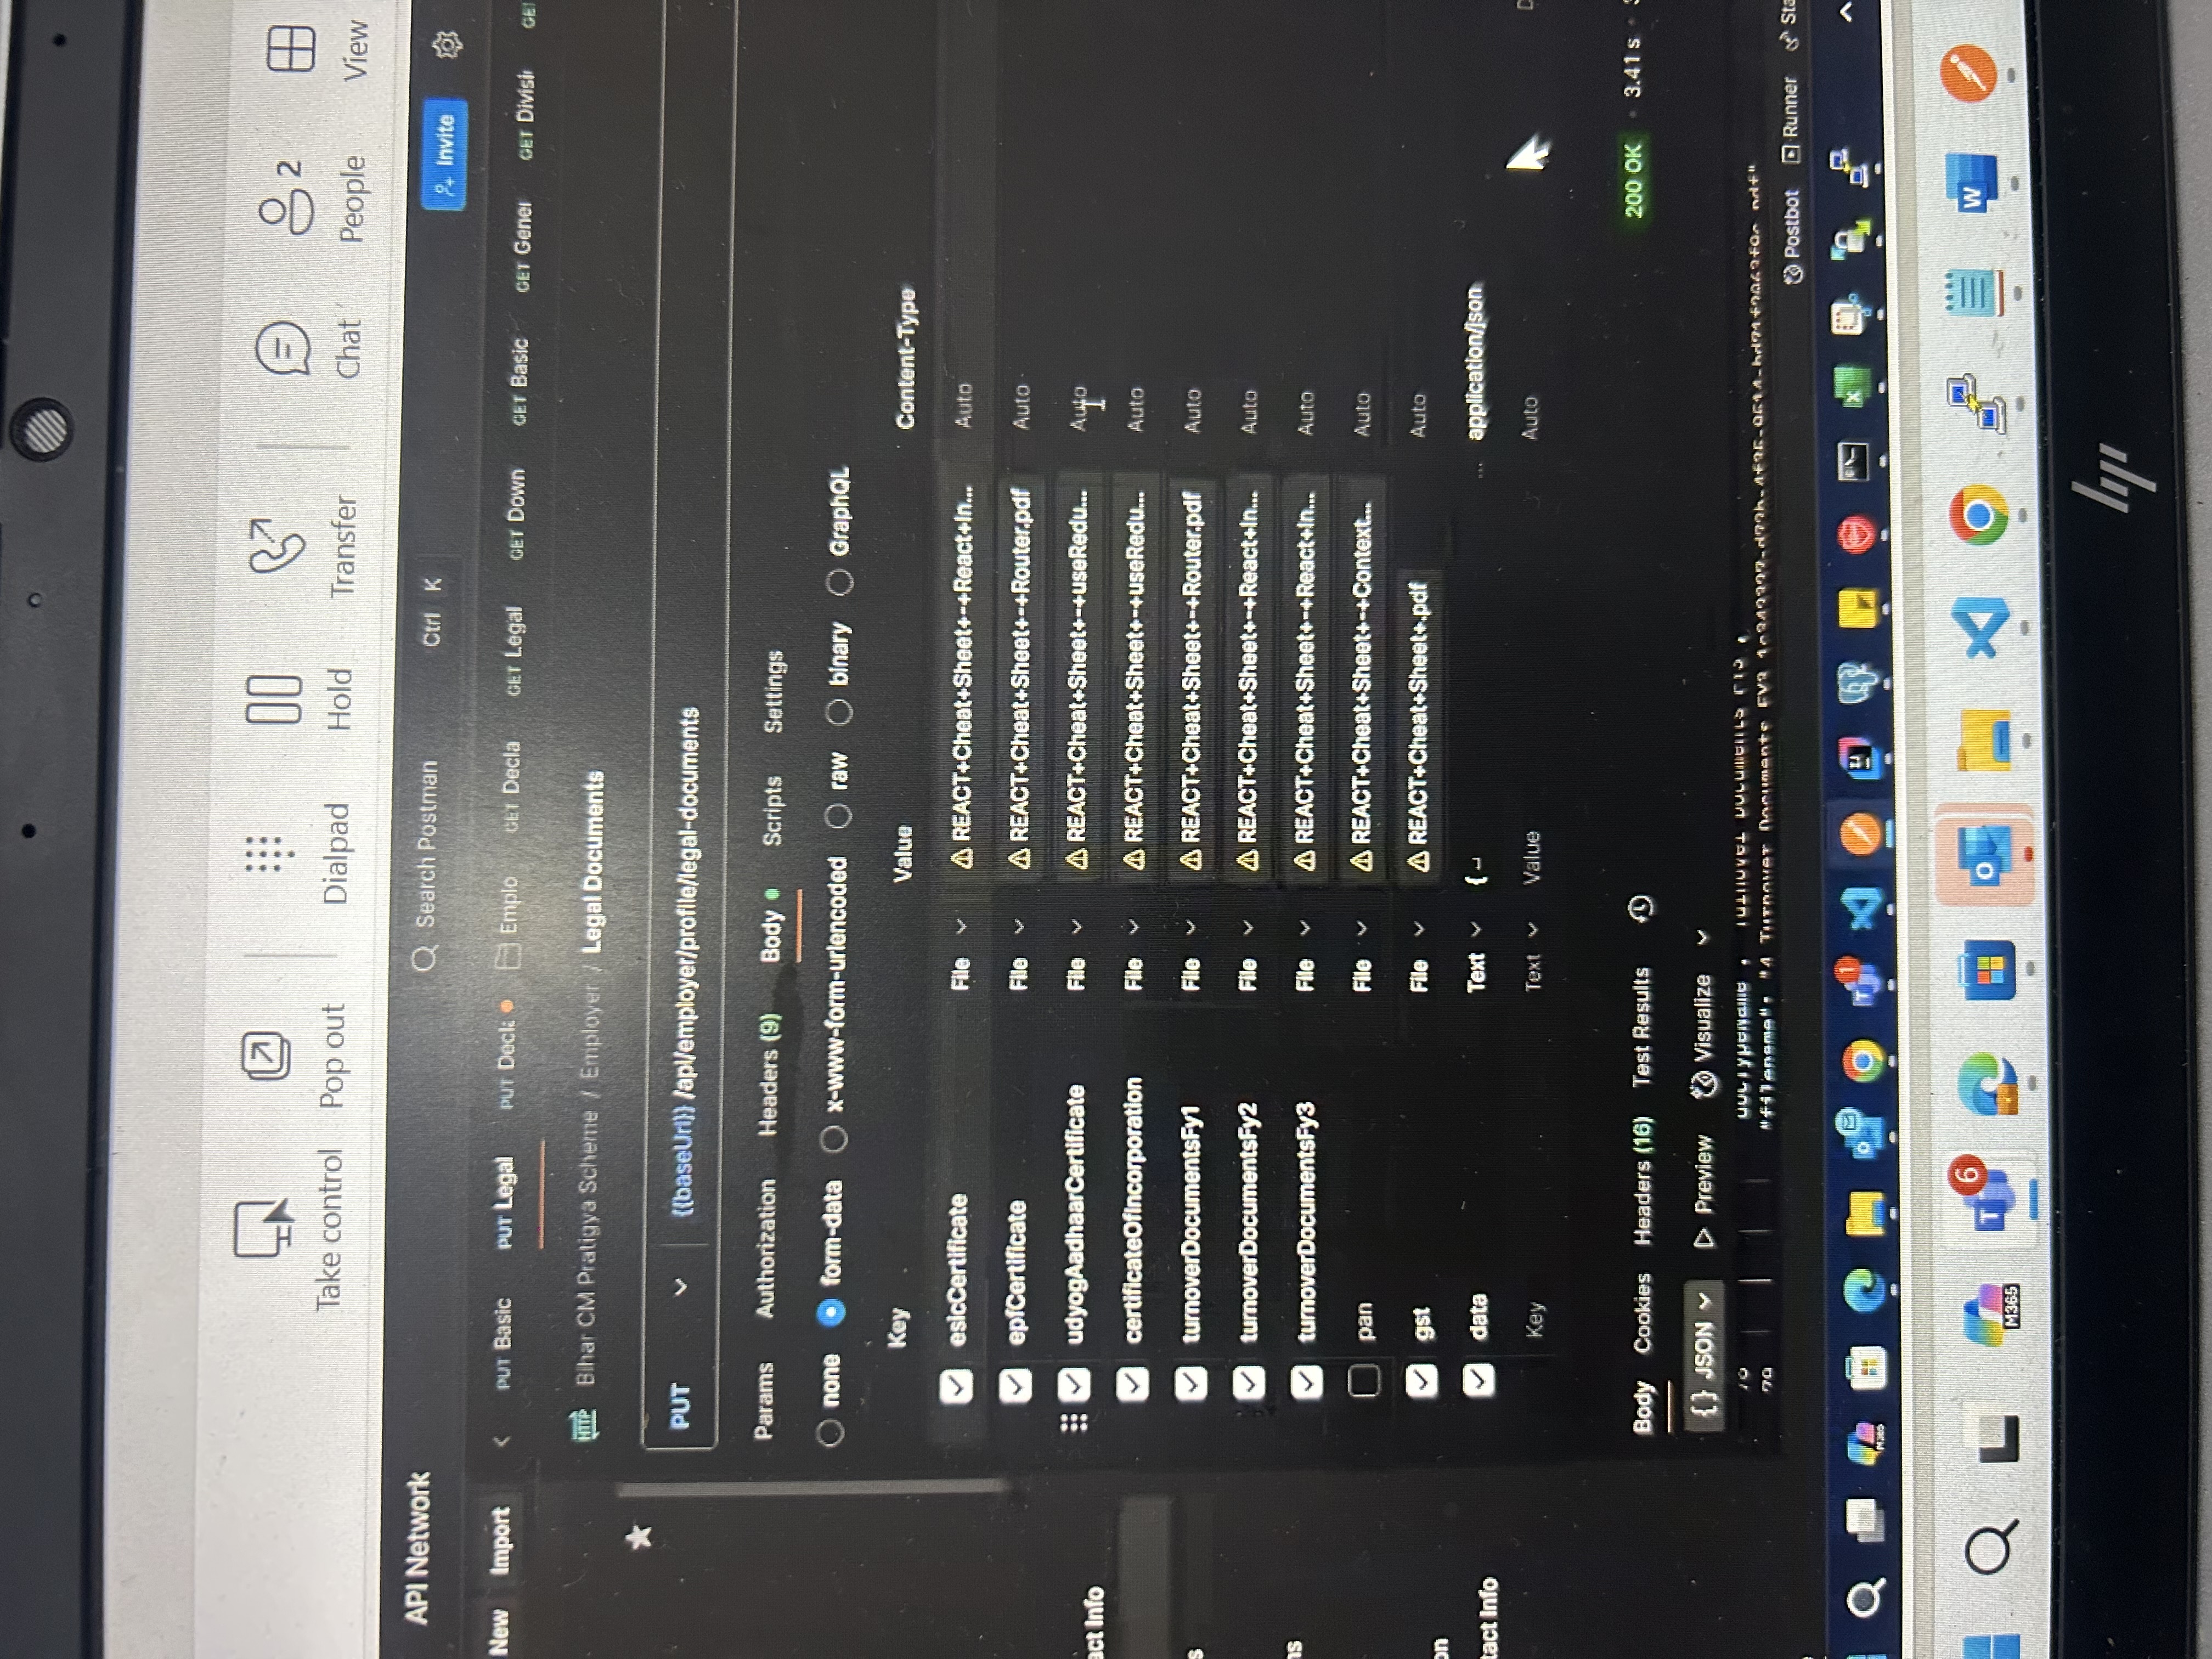 Take control
Pop out
Dialpad
Hold
Transfer
Chat
People
2
View
API Network
Search Postman
Ctrl K
Invite
New
Import
PUT Basic
PUT Legal
PUT Decl
Emplo
GET Decla
GET Legal
GET Down
GET Basic
GET Gener
GET Divisi
GET
HTTP
Bihar CM Pratigya Scheme / Employer / Legal Documents
PUT
{{baseUrl}} /api/employer/profile/legal-documents
Params
Authorization
Headers (9)
Body
Scripts
Settings
none
form-data
x-www-form-urlencoded
raw
binary
GraphQL
Key
Value
Content-Type
esicCertificate File REACT+Cheat+Sheet+-+React+In... Auto
epfCertificate File REACT+Cheat+Sheet+-+Router.pdf Auto
udyogAadhaarCertificate File REACT+Cheat+Sheet+-+useRedu... Auto
act Info
certificateOfIncorporation File REACT+Cheat+Sheet+-+useRedu... Auto
turnoverDocumentsFy1 File REACT+Cheat+Sheet+-+Router.pdf Auto
s
turnoverDocumentsFy2 File REACT+Cheat+Sheet+-+React+In... Auto
turnoverDocumentsFy3 File REACT+Cheat+Sheet+-+React+In... Auto
ns
pan File REACT+Cheat+Sheet+-+Context... Auto
gst File REACT+Cheat+Sheet+.pdf Auto
on
data Text { ... application/json
tact Info
Key Text Value Auto
Body
Cookies
Headers (16)
Test Results
200 OK
3.41 s
{} JSON
Preview
Visualize
79 "filename": "4 Turnover Documents
Postbot
Runner
Sta
M365
1
M365
6
hp